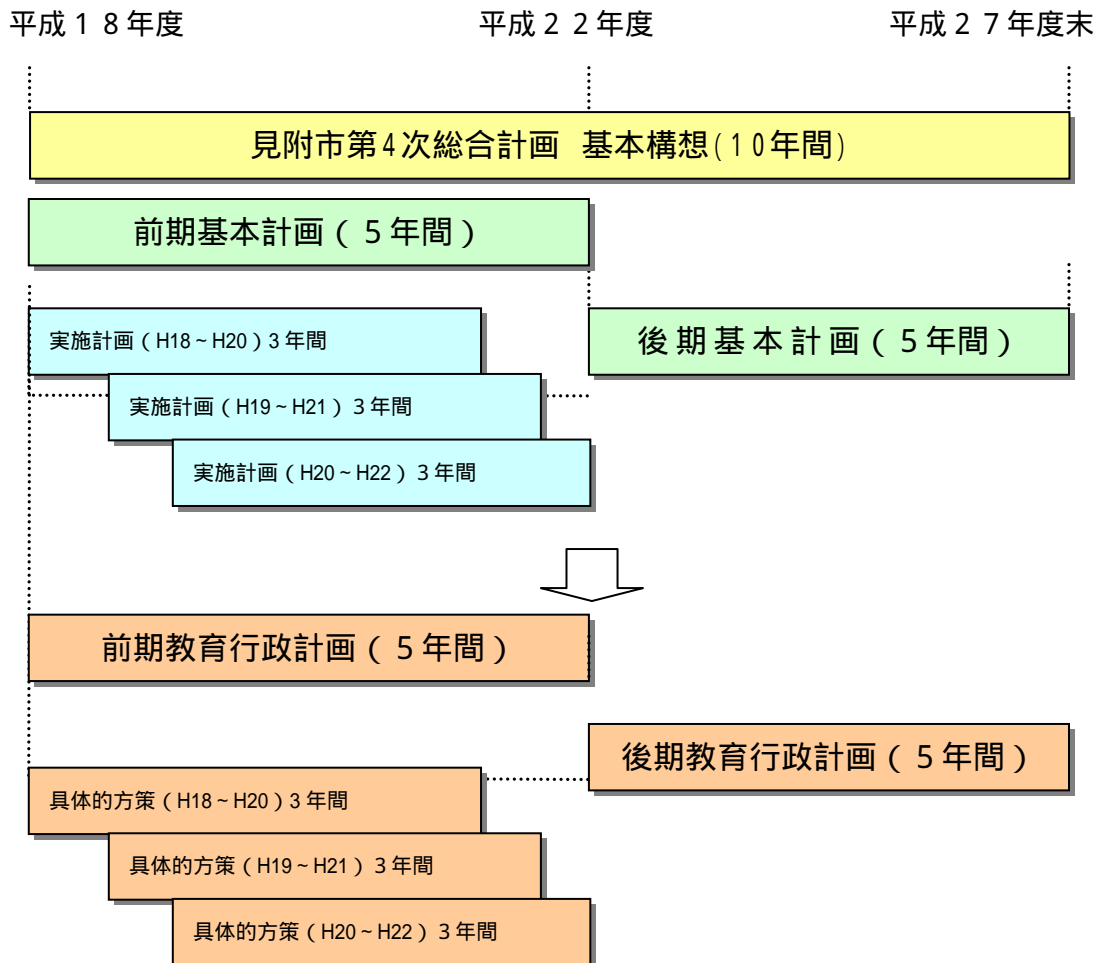 平成１８年度
平成２２年度
平成２７年度末
見附市第4次総合計画 基本構想(１０年間)
前期基本計画（５年間）
実施計画（H18～H20）3年間
後期基本計画（５年間）
実施計画（H19～H21）３年間
実施計画（H20～H22）３年間
前期教育行政計画（５年間）
後期教育行政計画（５年間）
具体的方策（H18～H20）3年間
具体的方策（H19～H21）３年間
具体的方策（H20～H22）３年間